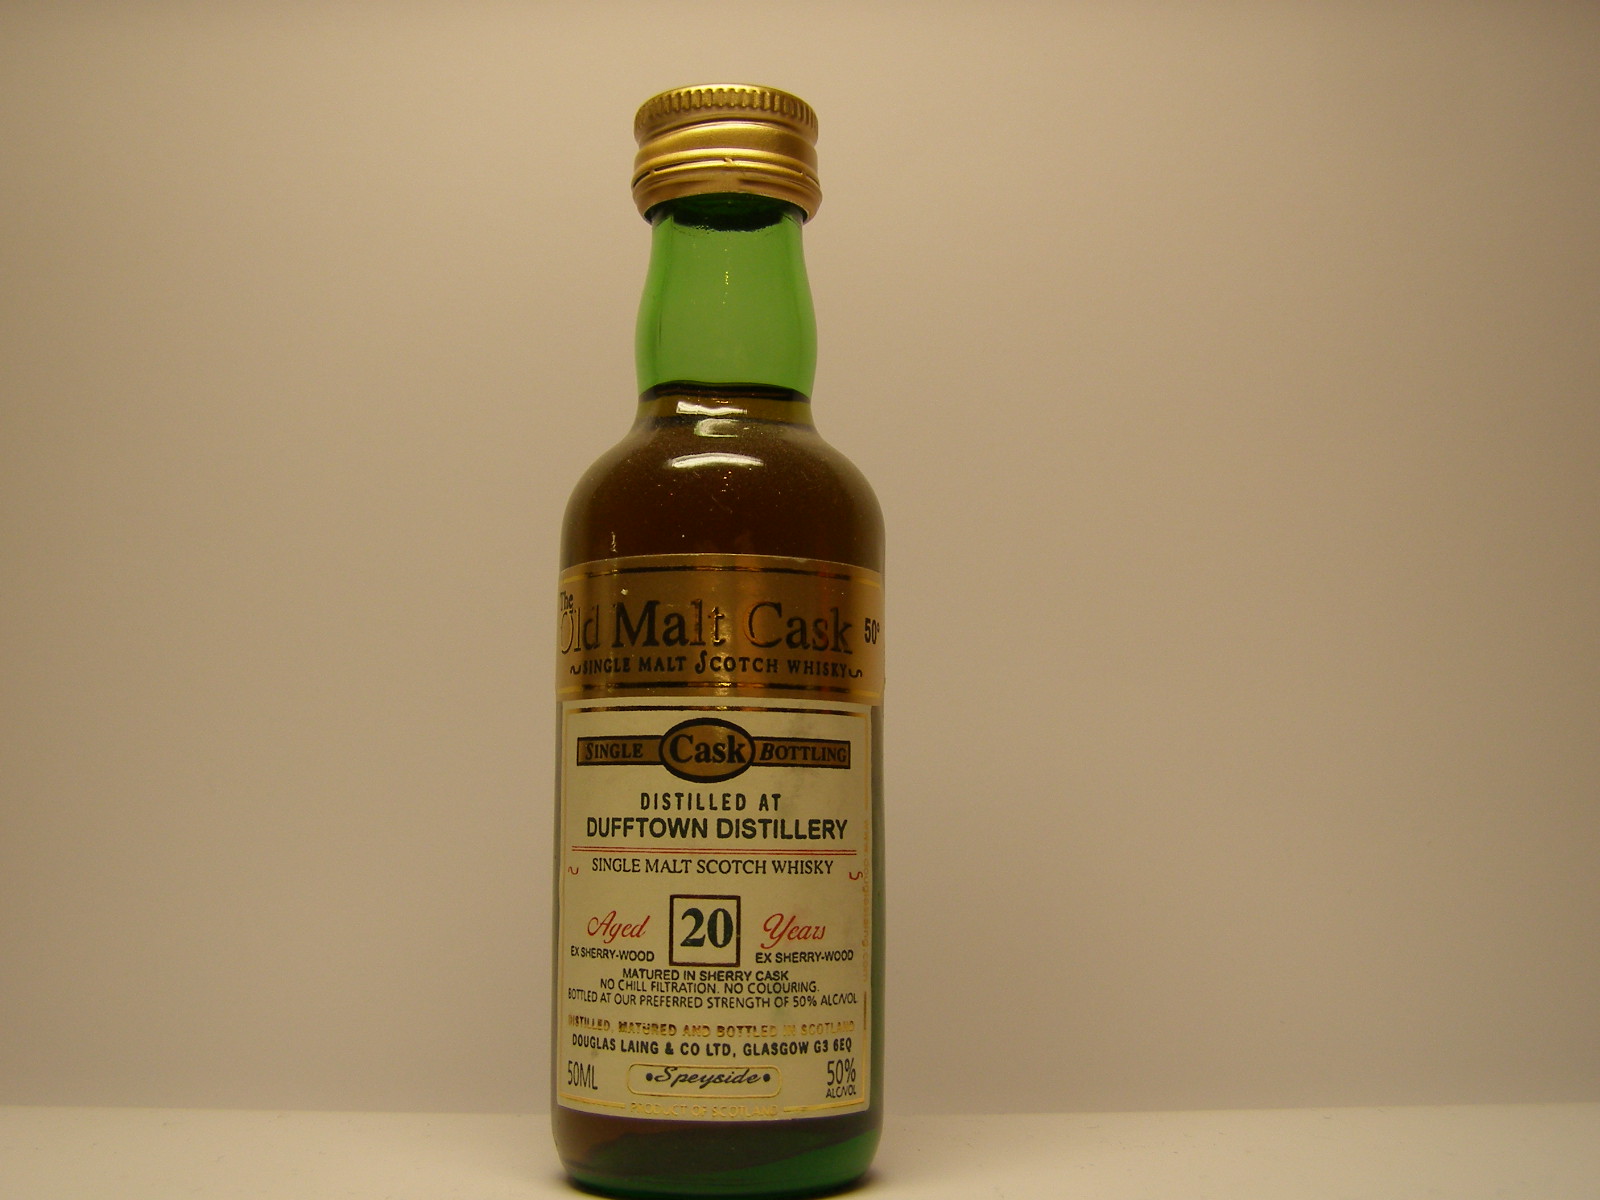 The
Old Malt Cask 50°
SINGLE MALT SCOTCH WHISKY
SINGLE Cask BOTTLING
DISTILLED AT
DUFFTOWN DISTILLERY
SINGLE MALT SCOTCH WHISKY
Aged 20 Years
EX SHERRY-WOOD EX SHERRY-WOOD
MATURED IN SHERRY CASK
NO CHILL FILTRATION. NO COLOURING.
BOTTLED AT OUR PREFERRED STRENGTH OF 50% ALC/VOL
DISTILLED, MATURED AND BOTTLED IN SCOTLAND
DOUGLAS LAING & CO LTD, GLASGOW G3 6EQ
50ML •Speyside• 50%
ALC/VOL
PRODUCT OF SCOTLAND